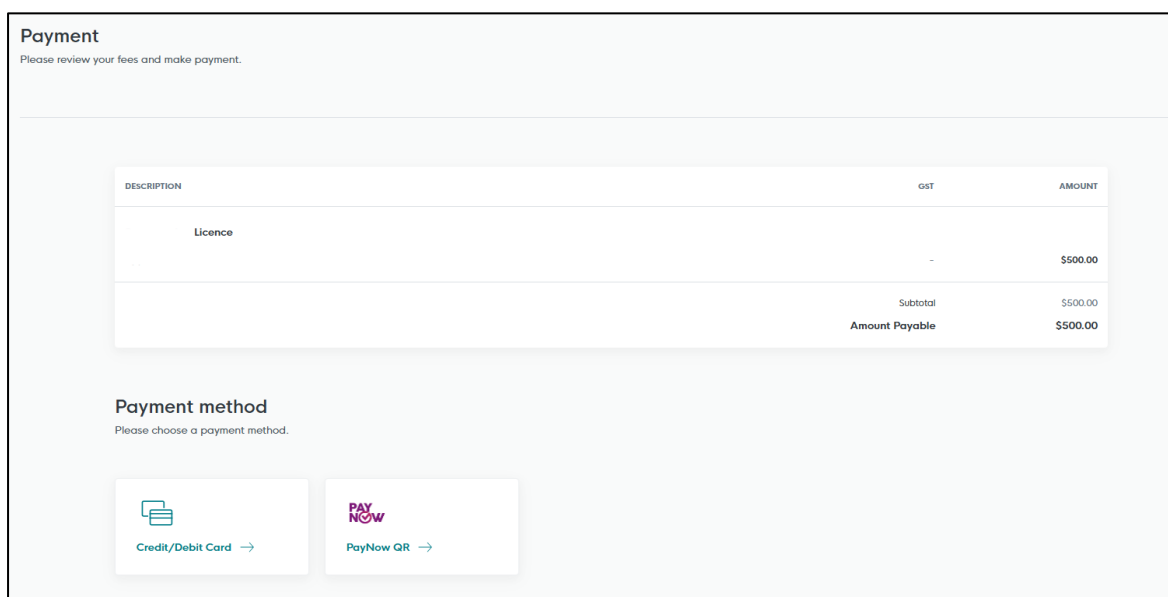 Payment
Please review your fees and make payment.
DESCRIPTION GST AMOUNT
Licence
- $500.00
Subtotal $500.00
Amount Payable $500.00
Payment method
Please choose a payment method.
PAY
NOW
Credit/Debit Card → PayNow QR →